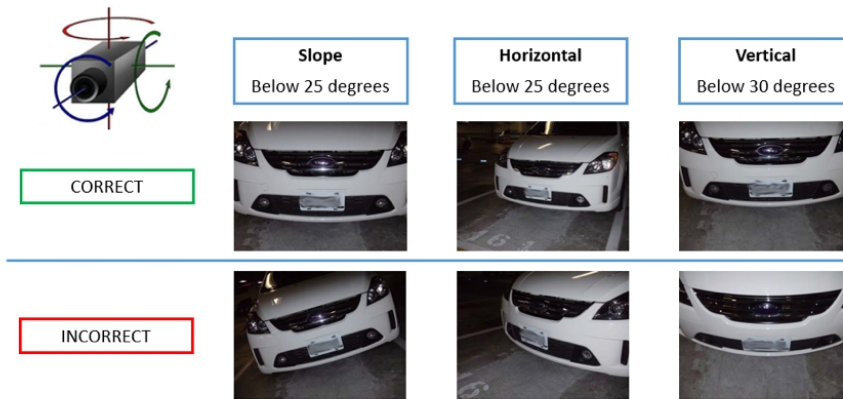 Slope
Below 25 degrees
Horizontal
Below 25 degrees
Vertical
Below 30 degrees
CORRECT
INCORRECT